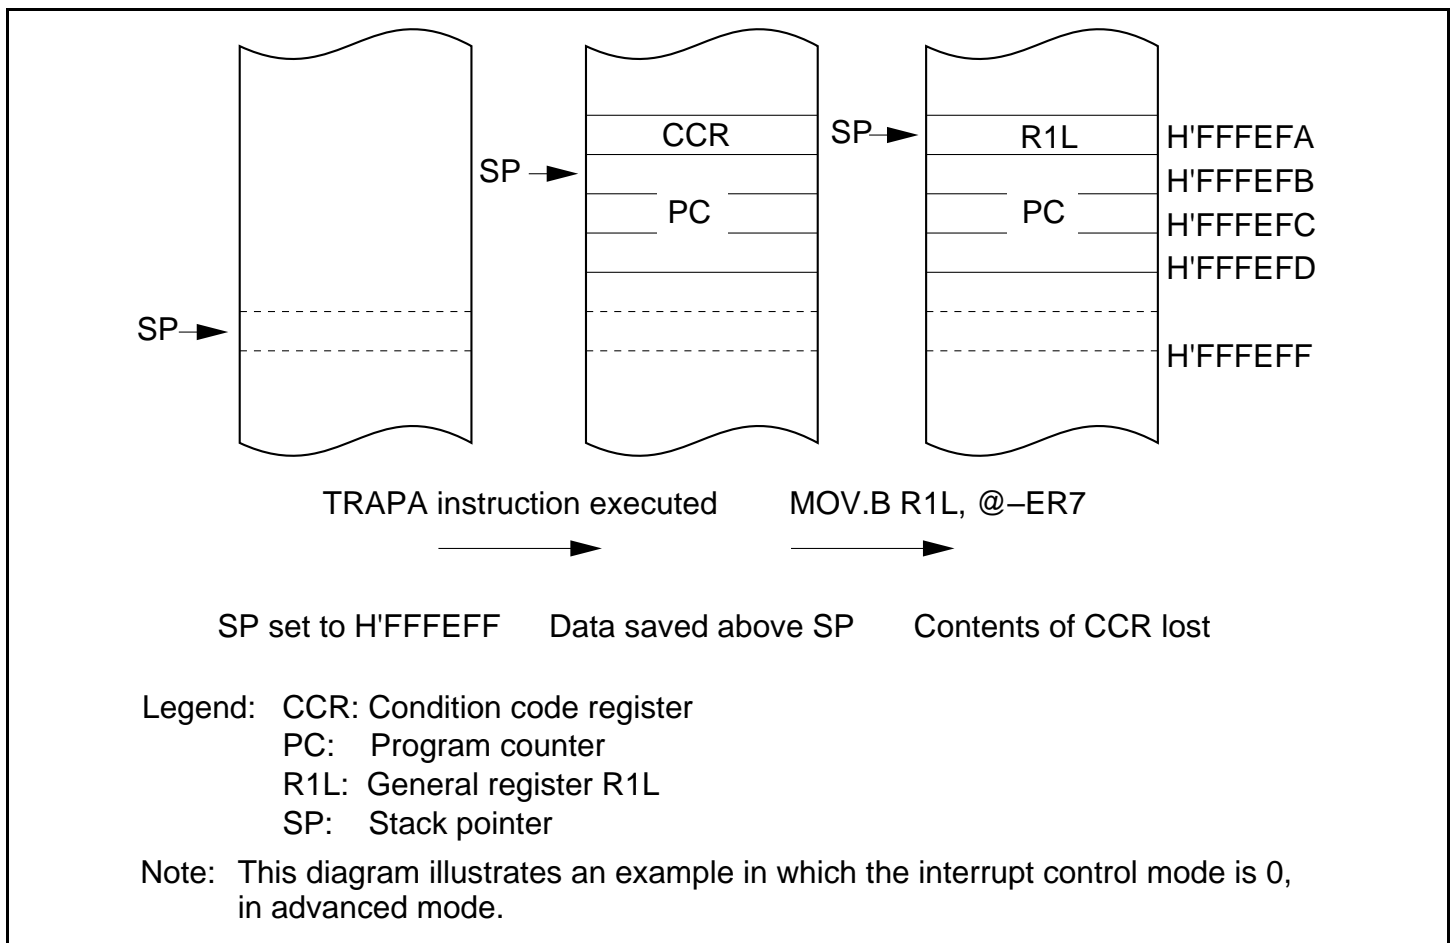 CCR
SP
R1L
H'FFFEFA
SP
H'FFFEFB
PC
PC
H'FFFEFC
H'FFFEFD
SP
H'FFFEFF
TRAPA instruction executed
MOV.B R1L, @–ER7
SP set to H'FFFEFF
Data saved above SP
Contents of CCR lost
Legend: CCR: Condition code register
PC: Program counter
R1L: General register R1L
SP: Stack pointer
Note: This diagram illustrates an example in which the interrupt control mode is 0,
in advanced mode.